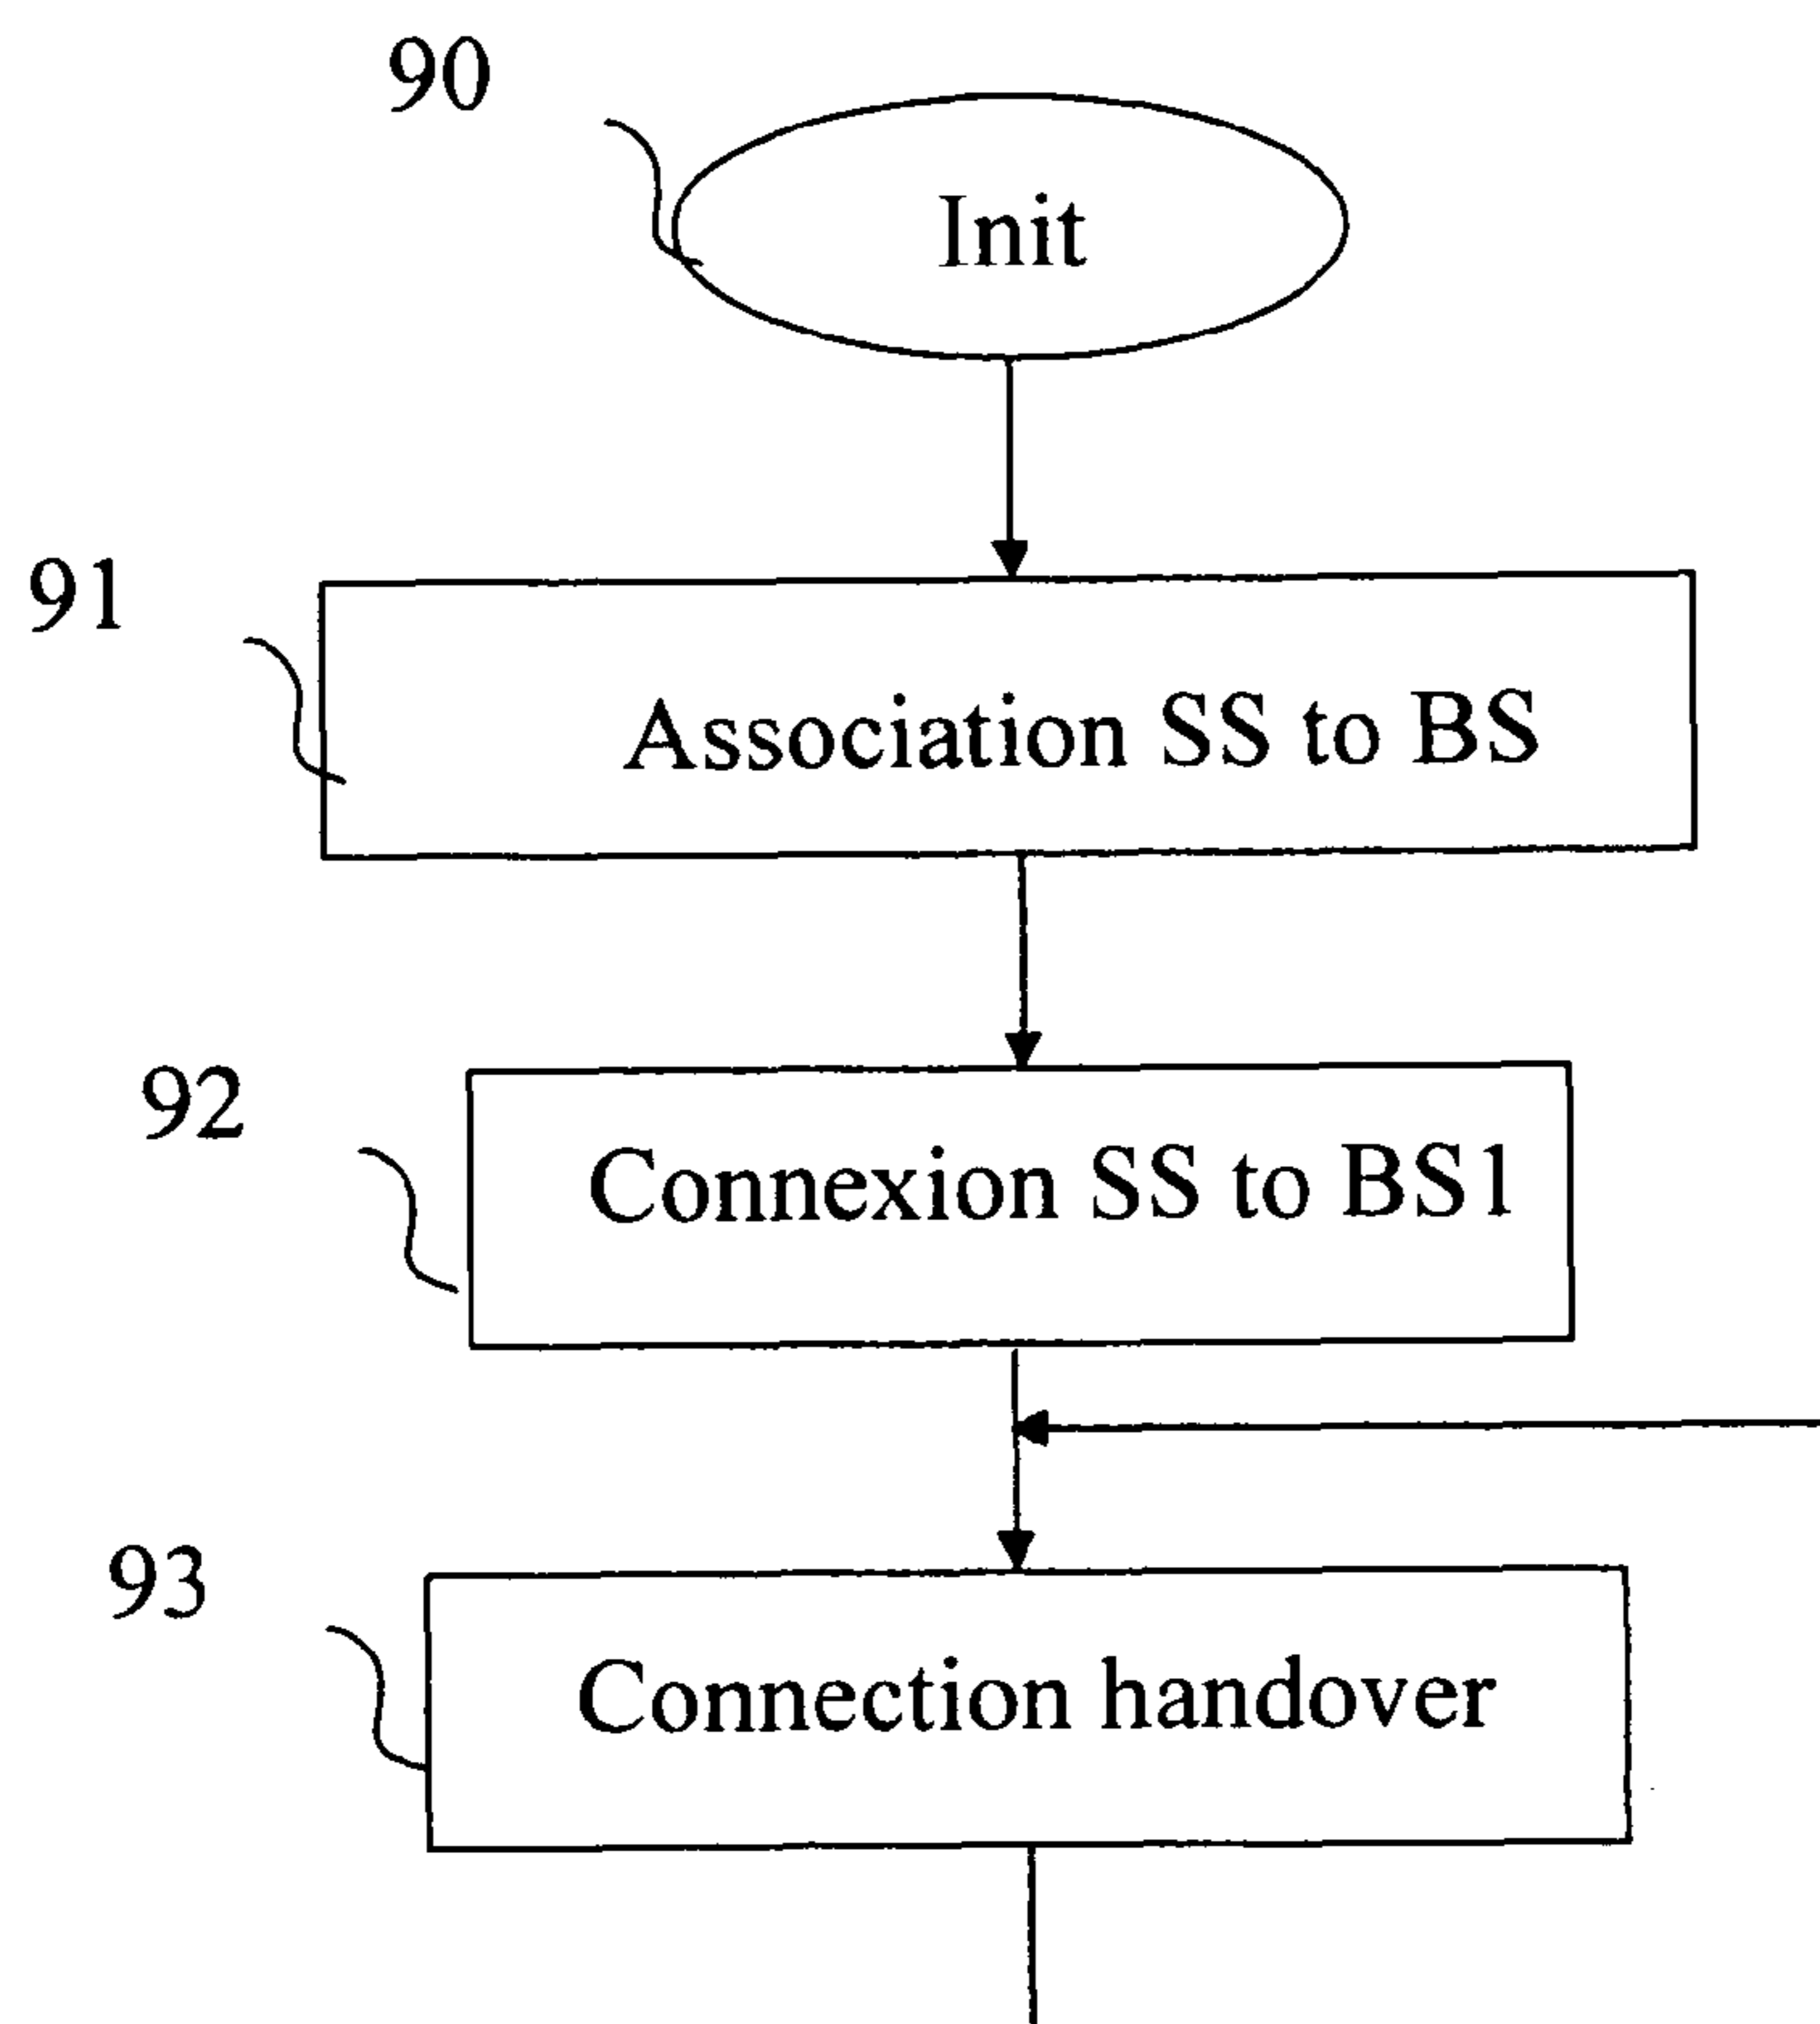 90
Init
91
Association SS to BS
92
Connexion SS to BS1
93
Connection handover